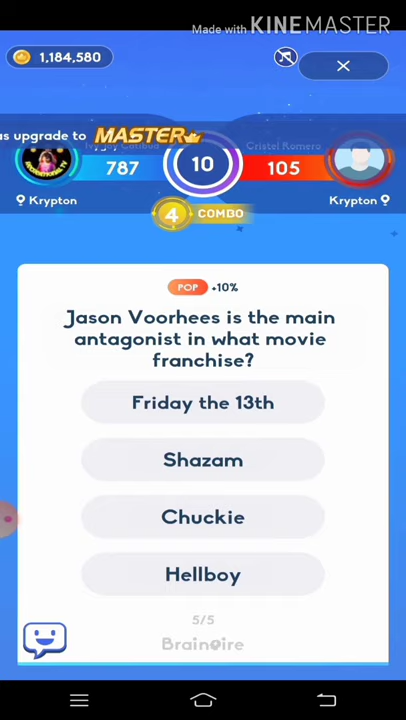 Made with KINEMASTER
1,184,580
as upgrade to MASTER
Cristel Romero
787
10
105
Krypton
Krypton
4 COMBO
POP +10%
Jason Voorhees is the main
antagonist in what movie
franchise?
Friday the 13th
Shazam
Chuckie
Hellboy
5/5